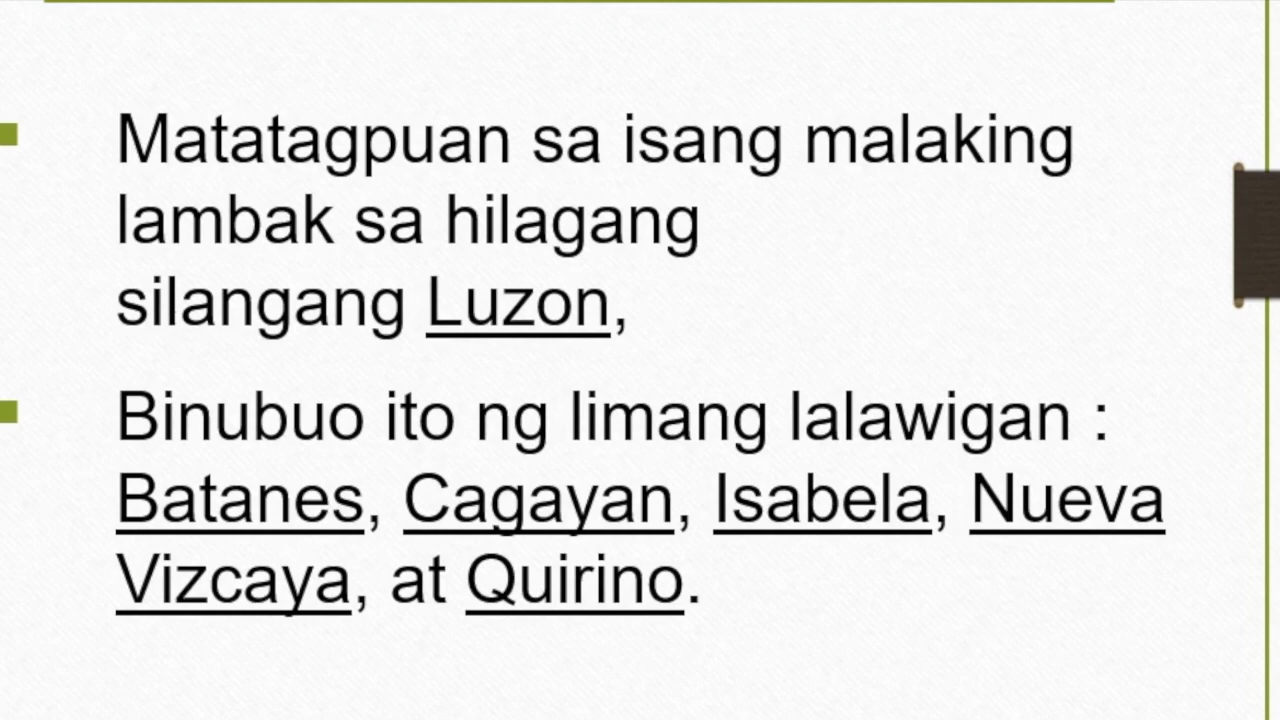 Matatagpuan sa isang malaking
lambak sa hilagang
silangang Luzon,
Binubuo ito ng limang lalawigan :
Batanes, Cagayan, Isabela, Nueva
Vizcaya, at Quirino.